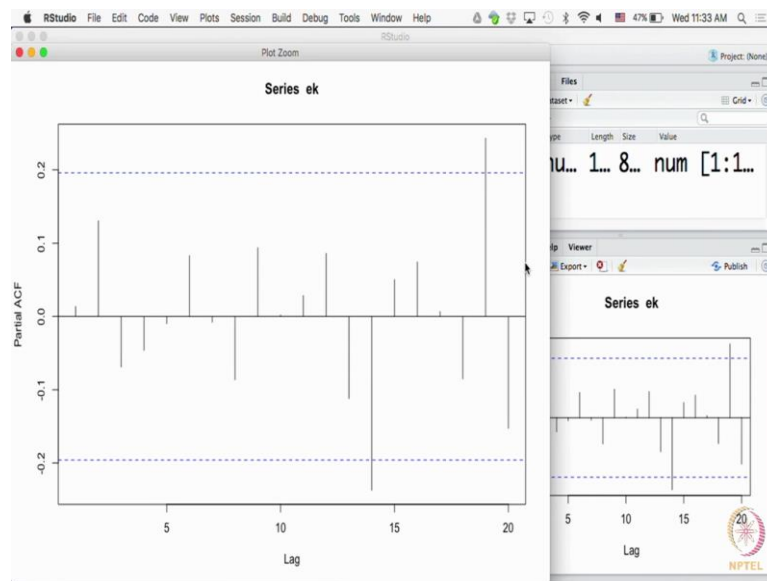 RStudio File Edit Code View Plots Session Build Debug Tools Window Help 47% Wed 11:33 AM
RStudio
Plot Zoom
Project: (None)
Series ek
Files
Grid
Length Size Value
1... 8... num [1:1...
0.2
0.1
0.0
-0.1
-0.2
Partial ACF
5 10 15 20
Lag
Viewer
Export Publish
Series ek
5 10 15 20
Lag
NPTEL